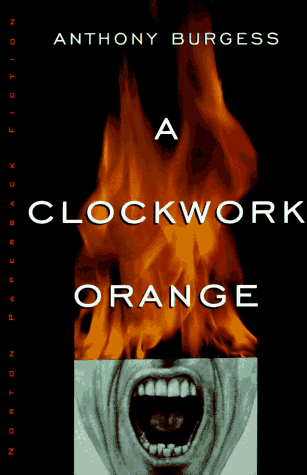 ANTHONY BURGESS
A
CLOCKWORK
ORANGE
NORTON PAPERBACK FICTION